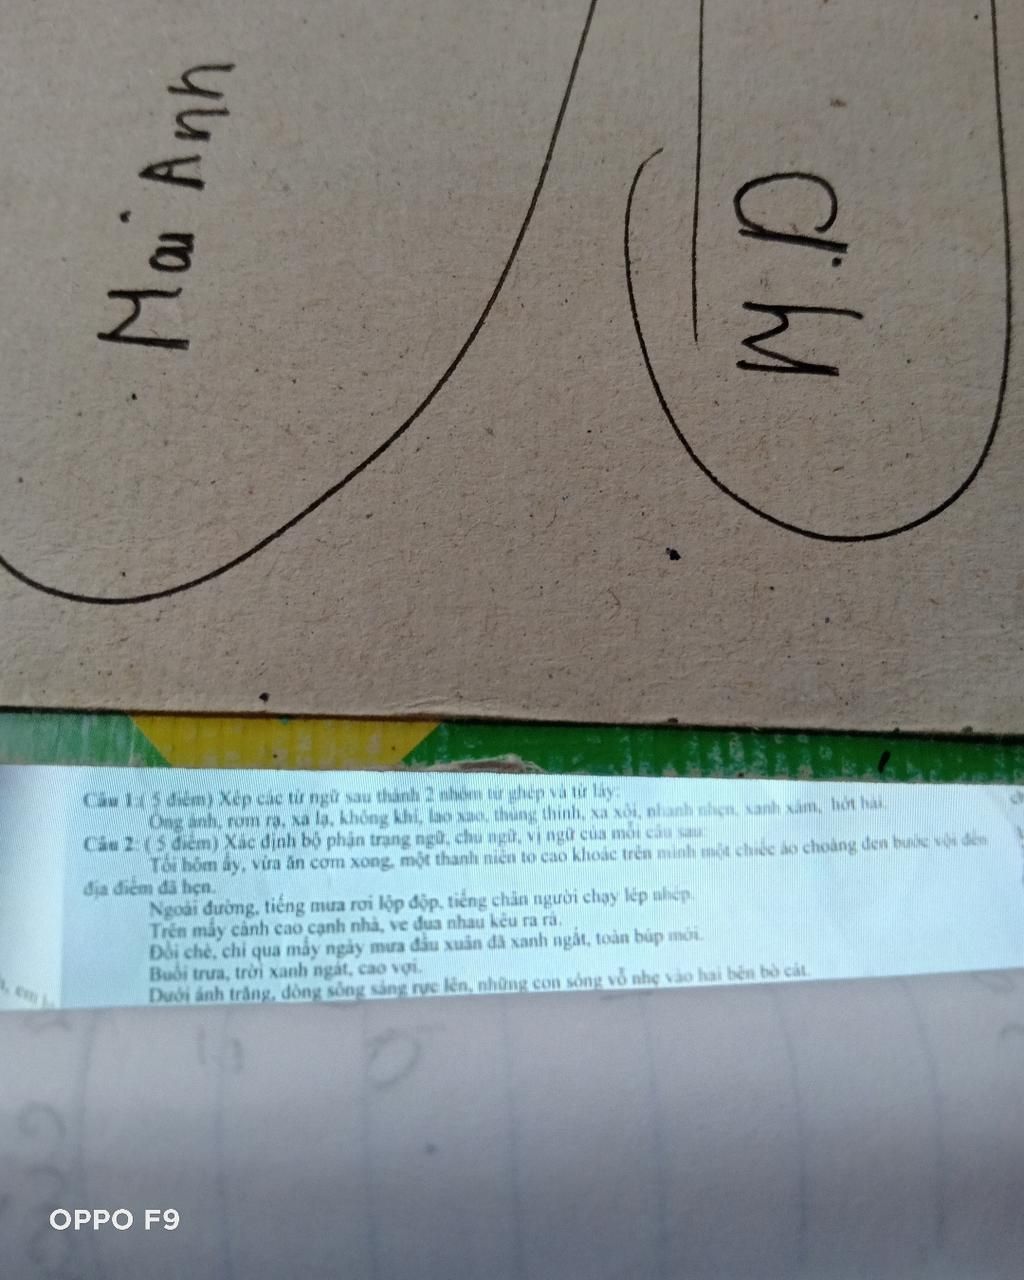 Mai Anh
M.D
Câu 1:( 5 điểm) Xếp các từ ngữ sau thành 2 nhóm từ ghép và từ láy:
Óng ánh, rơm rạ, xa lạ, không khí, lao xao, thủng thỉnh, xa xôi, nhanh nhẹn, xanh xám, hớt hải.
Câu 2: ( 5 điểm) Xác định bộ phận trạng ngữ, chủ ngữ, vị ngữ của mỗi câu sau:
Tối hôm ấy, vừa ăn cơm xong, một thanh niên to cao khoác trên mình một chiếc áo choàng đen bước vội đến
địa điểm đã hẹn.
Ngoài đường, tiếng mưa rơi lộp độp, tiếng chân người chạy lép nhép.
Trên mấy cành cao cạnh nhà, ve đua nhau kêu ra rả.
Đồi chè, chỉ qua mấy ngày mưa đầu xuân đã xanh ngắt, toàn búp mới.
Buổi trưa, trời xanh ngắt, cao vợi.
Dưới ánh trăng, dòng sông sáng rực lên, những con sóng vỗ nhẹ vào hai bên bờ cát.
OPPO F9